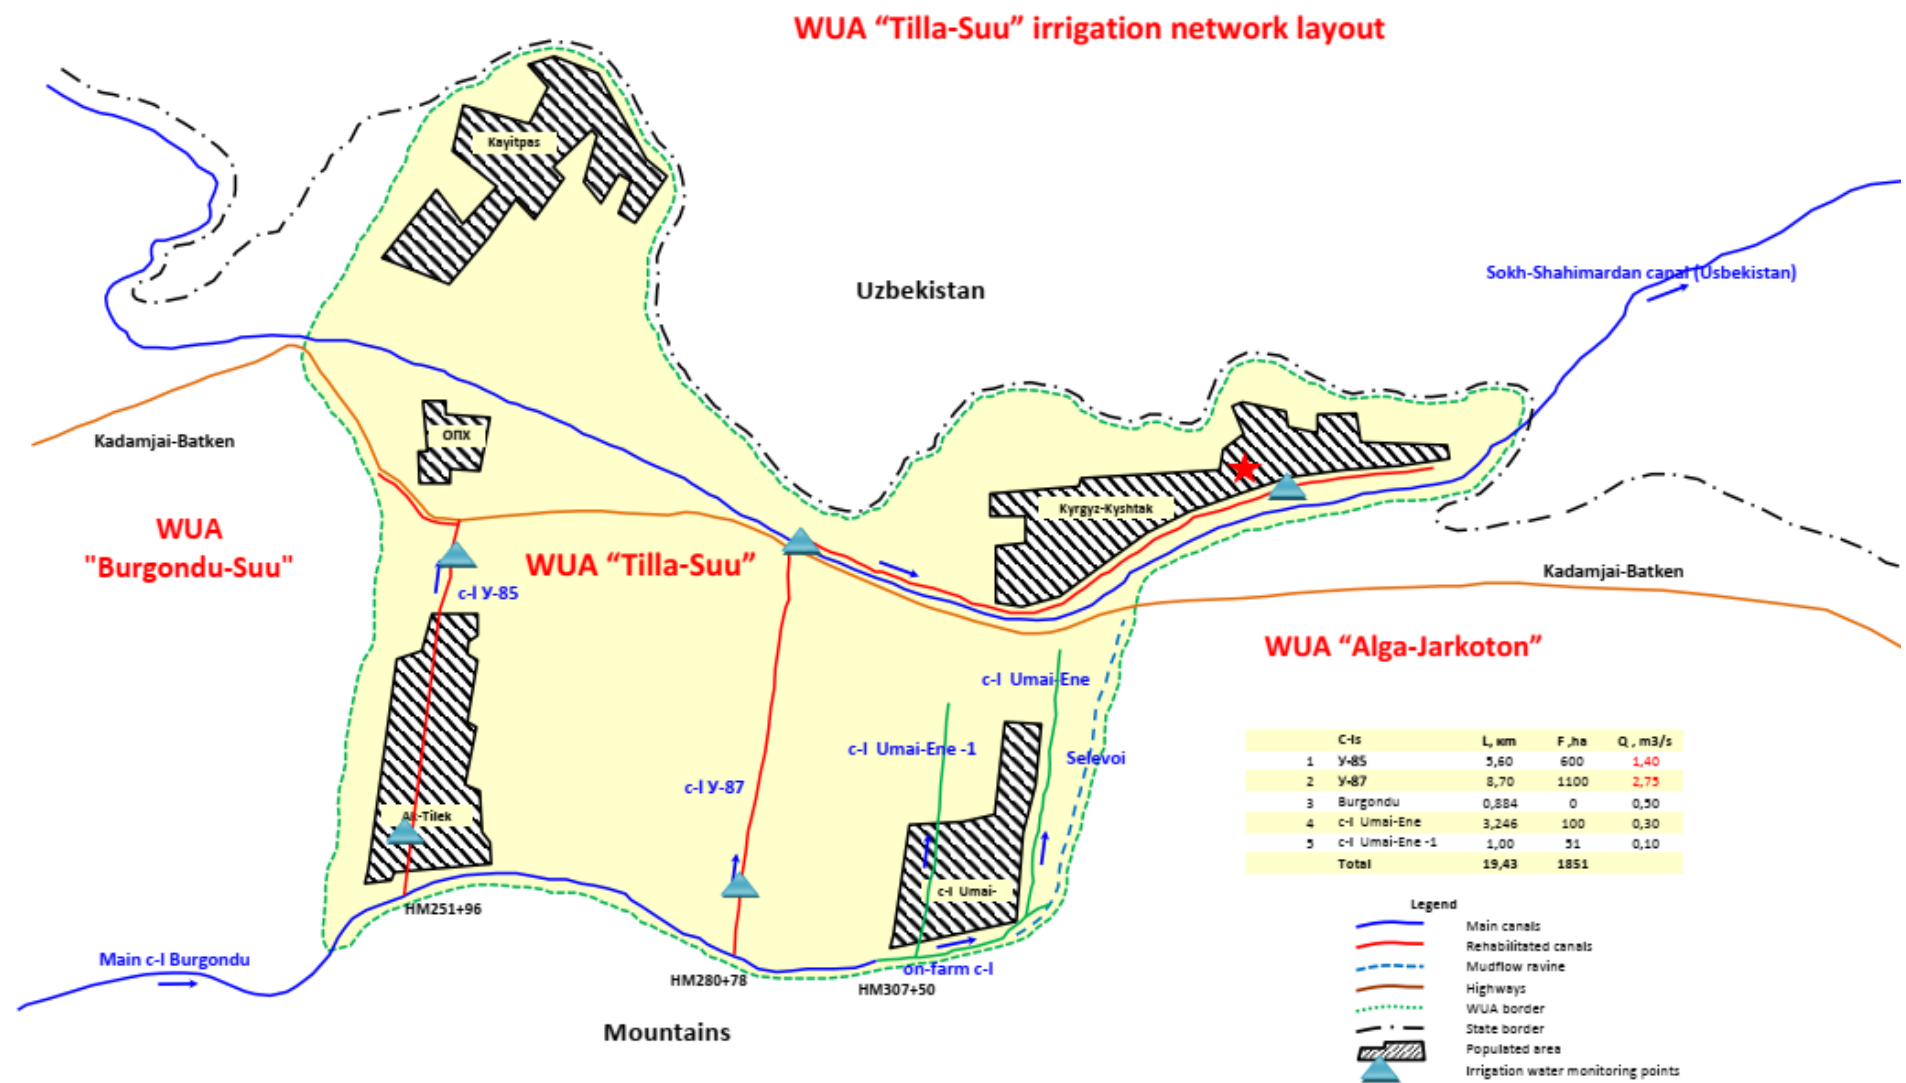 WUA “Tilla-Suu” irrigation network layout
Kayitpas
Uzbekistan
Sokh-Shahimardan canal (Usbekistan)
Kadamjai-Batken
ОПХ
Kyrgyz-Kyshtak
WUA
"Burgondu-Suu"
WUA “Tilla-Suu”
Kadamjai-Batken
c-l У-85
WUA “Alga-Jarkoton”
c-l Umai-Ene
c-l Umai-Ene -1
Selevoi
c-l У-87
Ak-Tilek
c-l Umai-
HM251+96
Main c-l Burgondu
HM280+78
on-farm c-l
HM307+50
Mountains
C-ls L, км F ,ha Q , m3/s
1 У-85 5,60 600 1,40
2 У-87 8,70 1100 2,75
3 Burgondu 0,884 0 0,50
4 c-l Umai-Ene 3,246 100 0,30
5 c-l Umai-Ene -1 1,00 51 0,10
Total 19,43 1851
Legend
Main canals
Rehabilitated canals
Mudflow ravine
Highways
WUA border
State border
Populated area
Irrigation water monitoring points